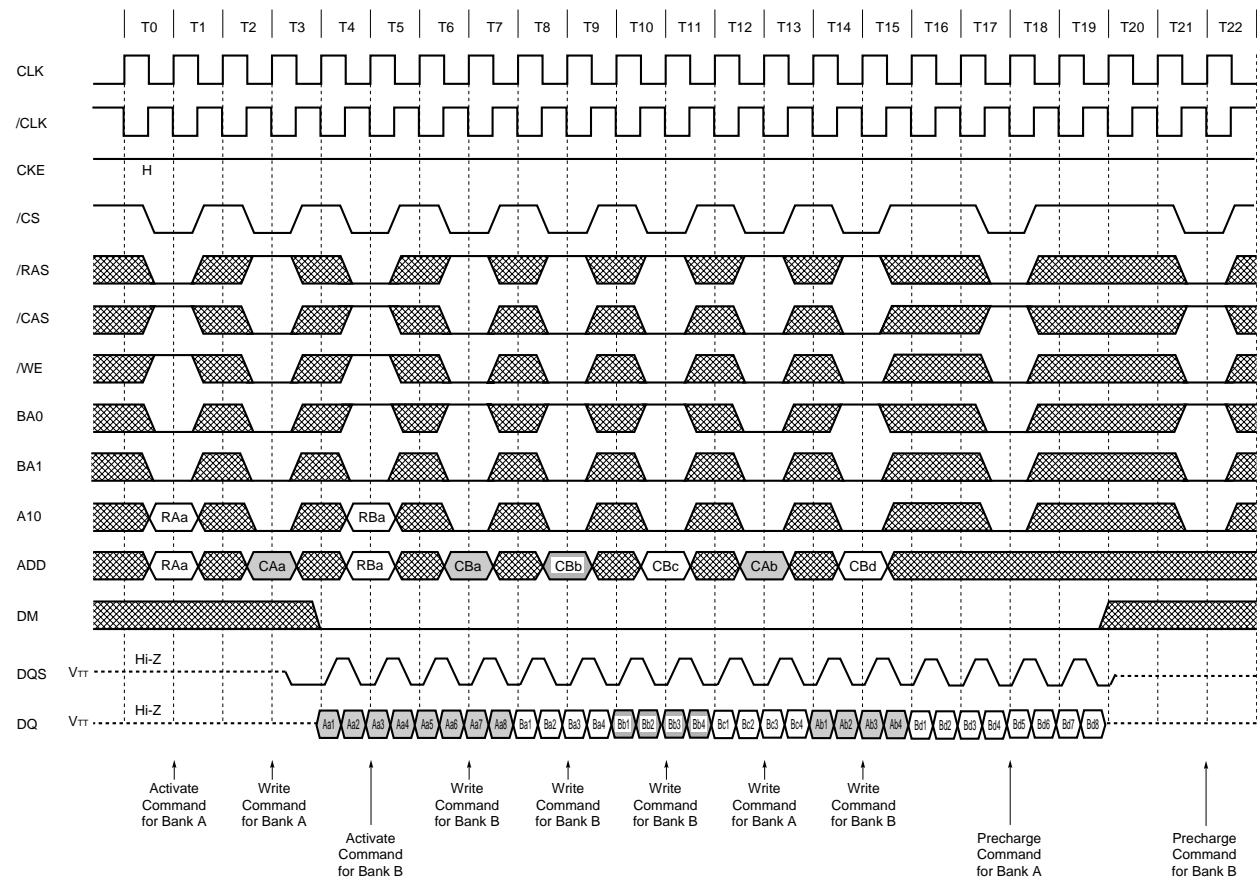 T0 T1 T2 T3 T4 T5 T6 T7 T8 T9 T10 T11 T12 T13 T14 T15 T16 T17 T18 T19 T20 T21 T22
CLK
/CLK
CKE H
/CS
/RAS
/CAS
/WE
BA0
BA1
A10 RAa RBa
ADD RAa CAa RBa CBa CBb CBc CAb CBd
DM
Hi-Z
DQS VTT
Hi-Z
DQ VTT Aa1 Aa2 Aa3 Aa4 Aa5 Aa6 Aa7 Aa8 Ba1 Ba2 Ba3 Ba4 Bb1 Bb2 Bb3 Bb4 Bc1 Bc2 Bc3 Bc4 Ab1 Ab2 Ab3 Ab4 Bd1 Bd2 Bd3 Bd4 Bd5 Bd6 Bd7 Bd8
Activate
Command
for Bank A
Write
Command
for Bank A
Activate
Command
for Bank B
Write
Command
for Bank B
Write
Command
for Bank B
Write
Command
for Bank B
Write
Command
for Bank A
Write
Command
for Bank B
Precharge
Command
for Bank A
Precharge
Command
for Bank B